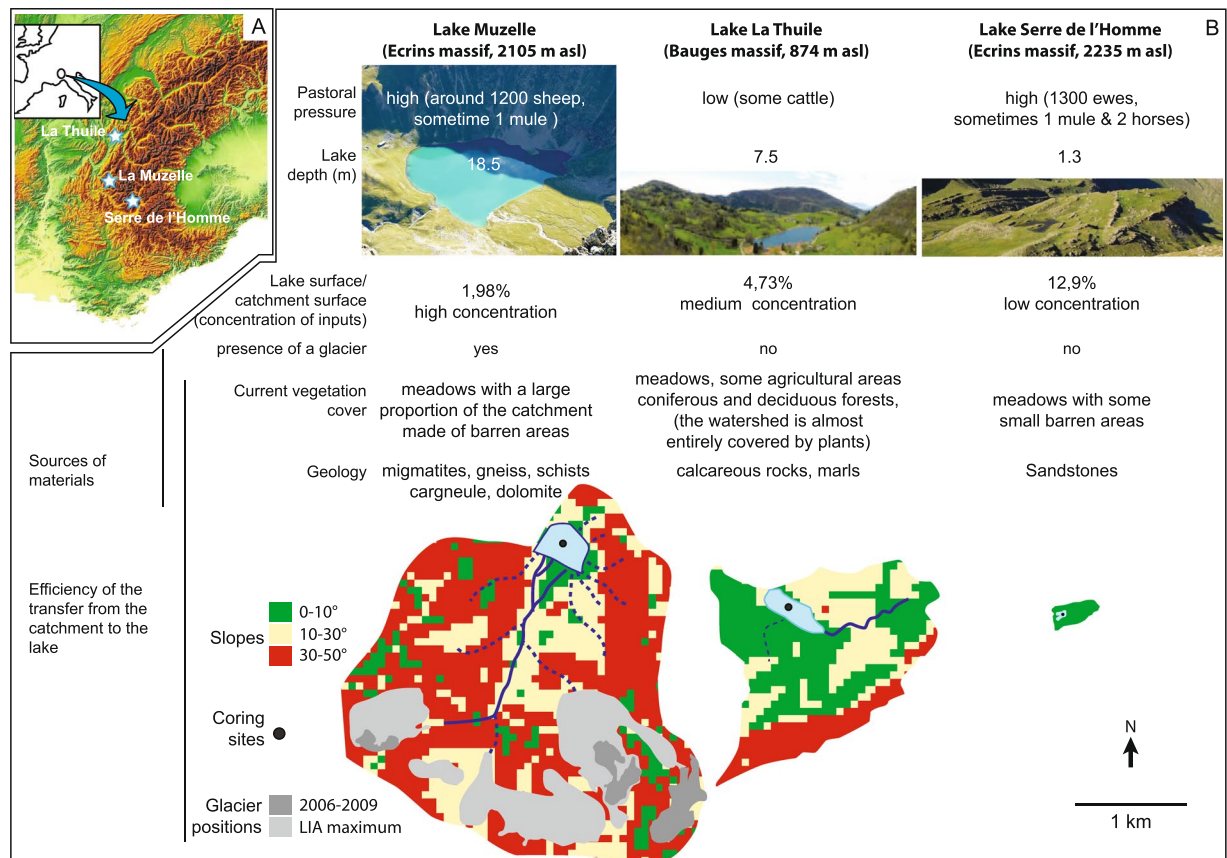 A
La Thuile
La Muzelle
Serre de l'Homme
B
Lake Muzelle
(Ecrins massif, 2105 m asl)
Lake La Thuile
(Bauges massif, 874 m asl)
Lake Serre de l'Homme
(Ecrins massif, 2235 m asl)
Pastoral
pressure
high (around 1200 sheep,
sometime 1 mule )
low (some cattle)
high (1300 ewes,
sometimes 1 mule & 2 horses)
Lake
depth (m)
18.5
7.5
1.3
Lake surface/
catchment surface
(concentration of inputs)
1,98%
high concentration
4,73%
medium concentration
12,9%
low concentration
presence of a glacier
yes
no
no
Current vegetation
cover
meadows with a large
proportion of the catchment
made of barren areas
meadows, some agricultural areas
coniferous and deciduous forests,
(the watershed is almost
entirely covered by plants)
meadows with some
small barren areas
Sources of
materials
Geology
migmatites, gneiss, schists
cargneule, dolomite
calcareous rocks, marls
Sandstones
Efficiency of the
transfer from the
catchment to the
lake
Slopes
0-10°
10-30°
30-50°
Coring
sites
Glacier
positions
2006-2009
LIA maximum
N
1 km